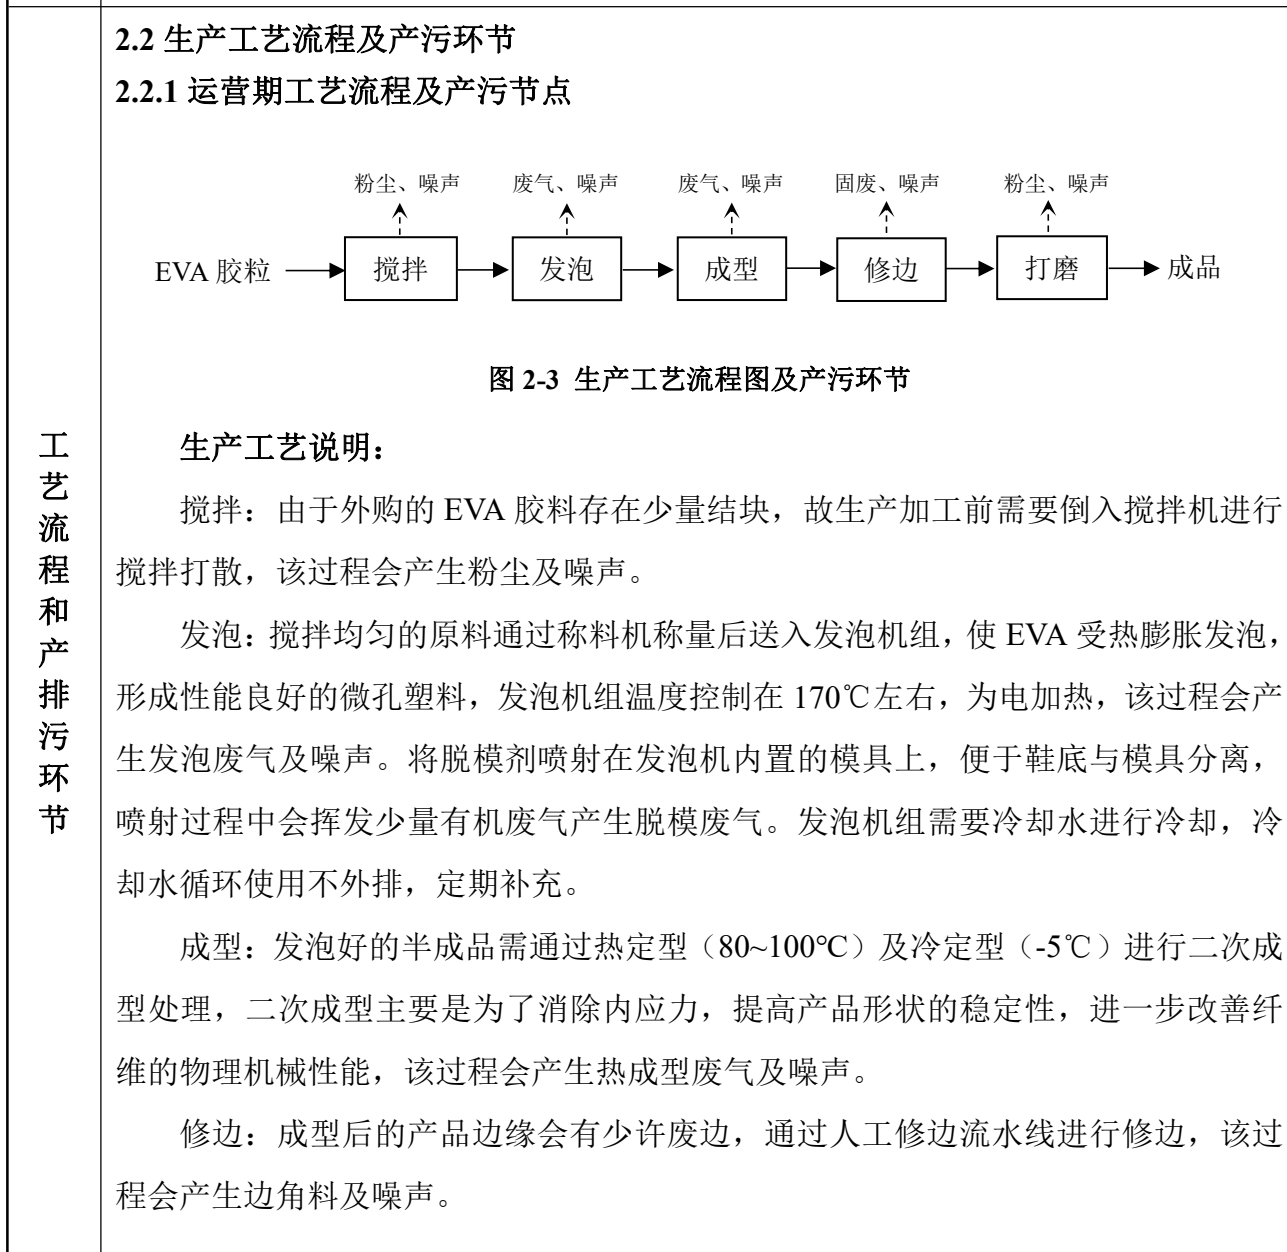 2.2 生产工艺流程及产污环节
2.2.1 运营期工艺流程及产污节点
粉尘、噪声 废气、噪声 废气、噪声 固废、噪声 粉尘、噪声
EVA 胶粒 搅拌 发泡 成型 修边 打磨 成品
图 2-3 生产工艺流程图及产污环节
工艺流程和产排污环节
生产工艺说明：
搅拌：由于外购的 EVA 胶料存在少量结块，故生产加工前需要倒入搅拌机进行
搅拌打散，该过程会产生粉尘及噪声。
发泡：搅拌均匀的原料通过称料机称量后送入发泡机组，使 EVA 受热膨胀发泡，
形成性能良好的微孔塑料，发泡机组温度控制在 170℃左右，为电加热，该过程会产
生发泡废气及噪声。将脱模剂喷射在发泡机内置的模具上，便于鞋底与模具分离，
喷射过程中会挥发少量有机废气产生脱模废气。发泡机组需要冷却水进行冷却，冷
却水循环使用不外排，定期补充。
成型：发泡好的半成品需通过热定型（80~100℃）及冷定型（-5℃）进行二次成
型处理，二次成型主要是为了消除内应力，提高产品形状的稳定性，进一步改善纤
维的物理机械性能，该过程会产生热成型废气及噪声。
修边：成型后的产品边缘会有少许废边，通过人工修边流水线进行修边，该过
程会产生边角料及噪声。